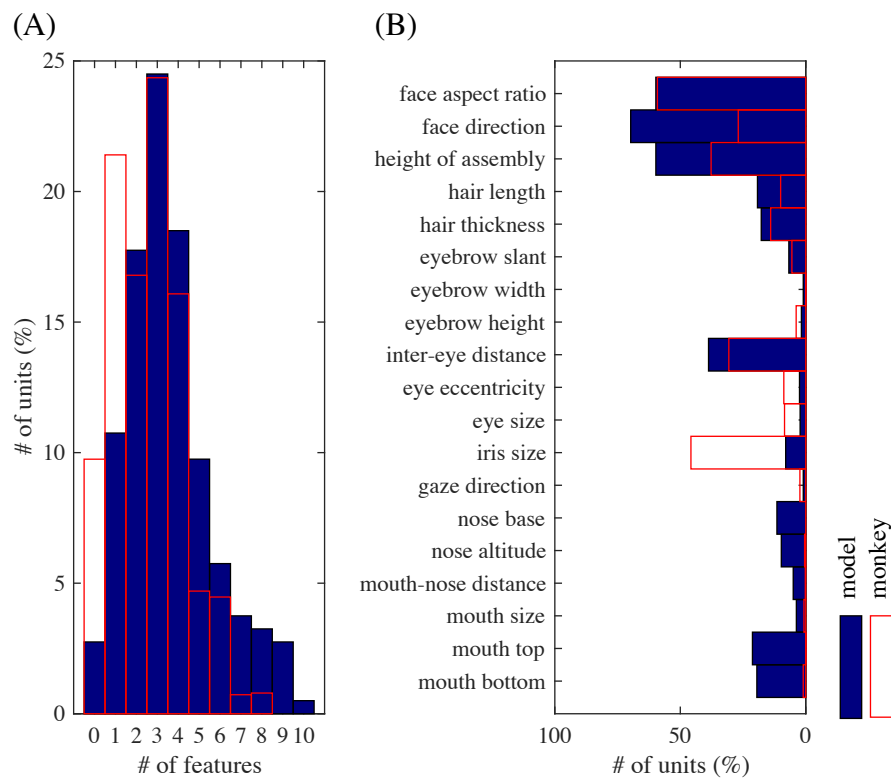 (A)
(B)
25
20
15
10
5
0
# of units (%)
0 1 2 3 4 5 6 7 8 9 10
# of features
face aspect ratio
face direction
height of assembly
hair length
hair thickness
eyebrow slant
eyebrow width
eyebrow height
inter-eye distance
eye eccentricity
eye size
iris size
gaze direction
nose base
nose altitude
mouth-nose distance
mouth size
mouth top
mouth bottom
100 50 0
# of units (%)
model
monkey